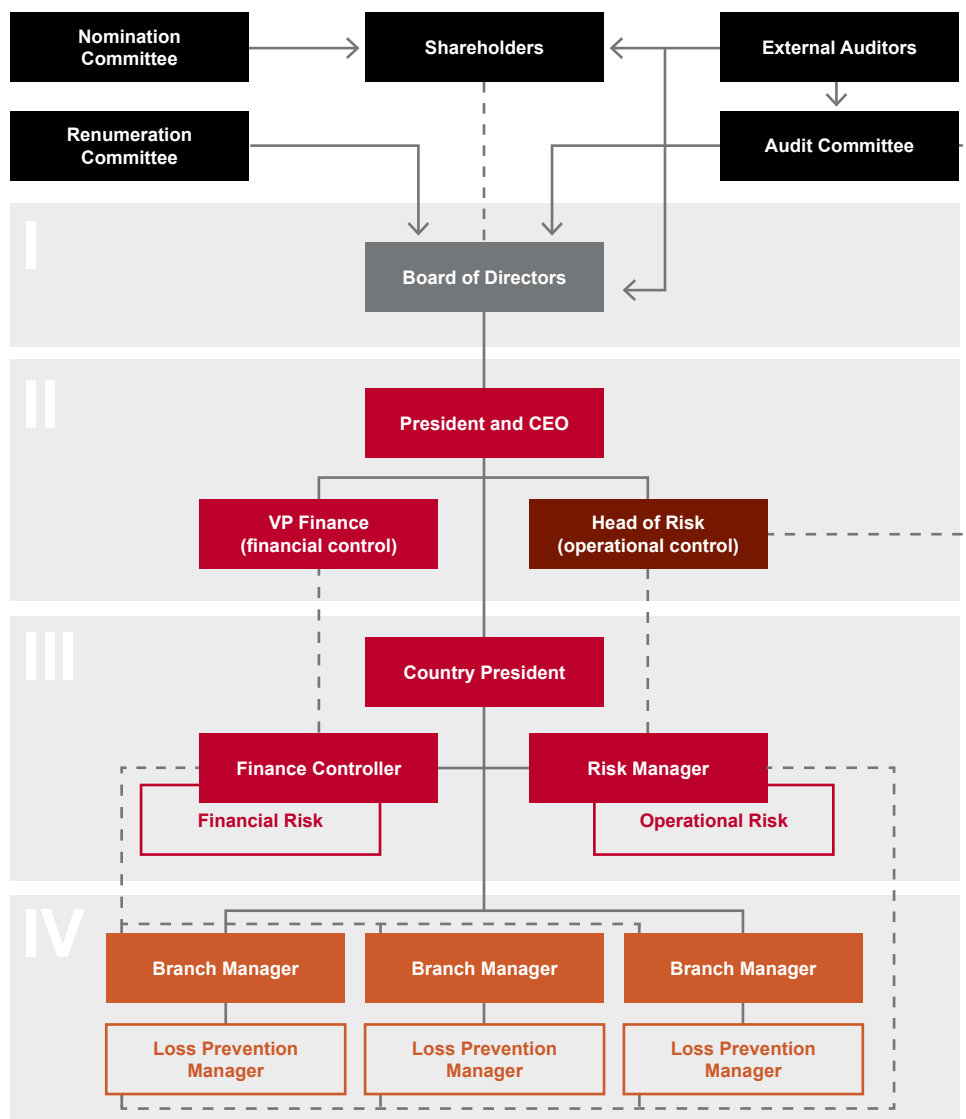 Nomination
Committee
Shareholders
External Auditors
Renumeration
Committee
Audit Committee
I
Board of Directors
II
President and CEO
VP Finance
(financial control)
Head of Risk
(operational control)
III
Country President
Finance Controller
Risk Manager
Financial Risk
Operational Risk
IV
Branch Manager
Branch Manager
Branch Manager
Loss Prevention
Manager
Loss Prevention
Manager
Loss Prevention
Manager